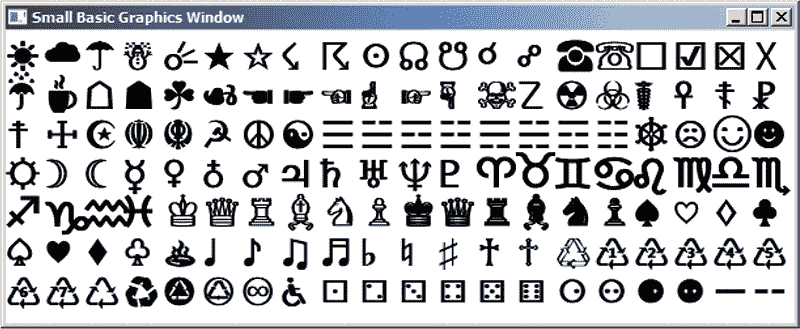 Small Basic Graphics Window
☀ ☁ ☂ ☃ ☄ ★ ☆ ☇ ☈ ☉ ☊ ☋ ☌ ☍ ☎ ☏ ☐ ☑ ☒ ☓
☔ ☕ ☖ ☗ ☘ ☙ ☚ ☛ ☜ ☝ ☞ ☟ ☠ ☡ ☢ ☣ ☤ ☥ ☦ ☧
☨ ☩ ☪ ☫ ☬ ☭ ☮ ☯ ☰ ☱ ☲ ☳ ☴ ☵ ☶ ☷ ☸ ☹ ☺ ☻
☼ ☽ ☾ ☿ ♀ ♁ ♂ ♃ ♄ ♅ ♆ ♇ ♈ ♉ ♊ ♋ ♌ ♍ ♎ ♏
♐ ♑ ♒ ♓ ♔ ♕ ♖ ♗ ♘ ♙ ♚ ♛ ♜ ♝ ♞ ♟ ♠ ♡ ♢ ♣
♤ ♥ ♦ ♧ ♨ ♩ ♪ ♫ ♬ ♭ ♮ ♯ ♰ ♱ ♲ ♳ ♴ ♵ ♶ ♷
♸ ♹ ♺ ♻ ♼ ♽ ♾ ♿ ⚀ ⚁ ⚂ ⚃ ⚄ ⚅ ⚆ ⚇ ⚈ ⚉ ⚊ ⚋